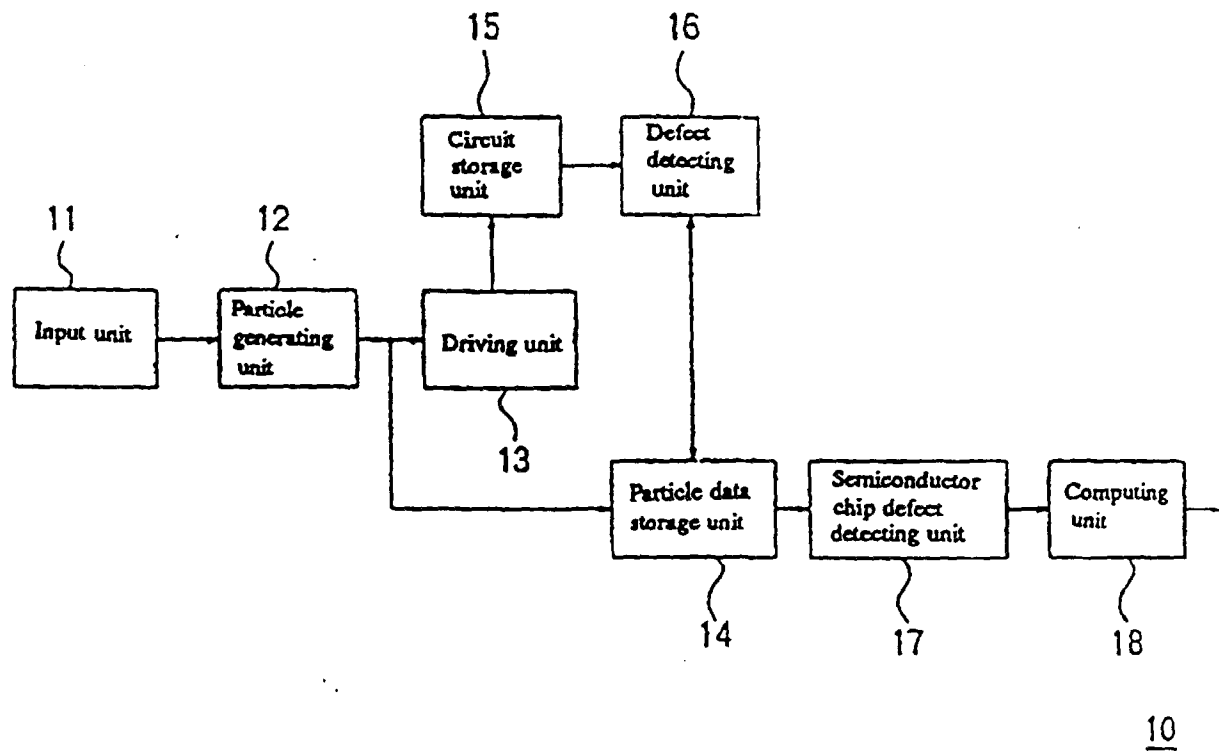 15
16
Circuit
storage
unit
Defect
detecting
unit
11
12
Input unit
Particle
generating
unit
Driving unit
13
Particle data
storage unit
Semiconductor
chip defect
detecting unit
Computing
unit
14
17
18
10